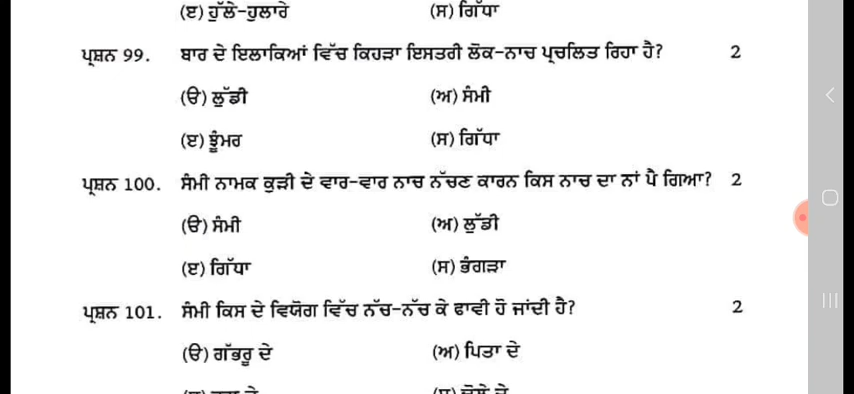 (ੲ) ਹੁੱਲੇ-ਹੁਲਾਰੇ (ਸ) ਗਿੱਧਾ
ਪ੍ਰਸ਼ਨ 99. ਬਾਰ ਦੇ ਇਲਾਕਿਆਂ ਵਿੱਚ ਕਿਹੜਾ ਇਸਤਰੀ ਲੋਕ-ਨਾਚ ਪ੍ਰਚਲਿਤ ਰਿਹਾ ਹੈ? 2
(ੳ) ਲੁੱਡੀ (ਅ) ਸੰਮੀ
(ੲ) ਝੂੰਮਰ (ਸ) ਗਿੱਧਾ
ਪ੍ਰਸ਼ਨ 100. ਸੰਮੀ ਨਾਮਕ ਕੁੜੀ ਦੇ ਵਾਰ-ਵਾਰ ਨਾਚ ਨੱਚਣ ਕਾਰਨ ਕਿਸ ਨਾਚ ਦਾ ਨਾਂ ਪੈ ਗਿਆ? 2
(ੳ) ਸੰਮੀ (ਅ) ਲੁੱਡੀ
(ੲ) ਗਿੱਧਾ (ਸ) ਭੰਗੜਾ
ਪ੍ਰਸ਼ਨ 101. ਸੰਮੀ ਕਿਸ ਦੇ ਵਿਯੋਗ ਵਿੱਚ ਨੱਚ-ਨੱਚ ਕੇ ਫਾਵੀ ਹੋ ਜਾਂਦੀ ਹੈ? 2
(ੳ) ਗੱਭਰੂ ਦੇ (ਅ) ਪਿਤਾ ਦੇ